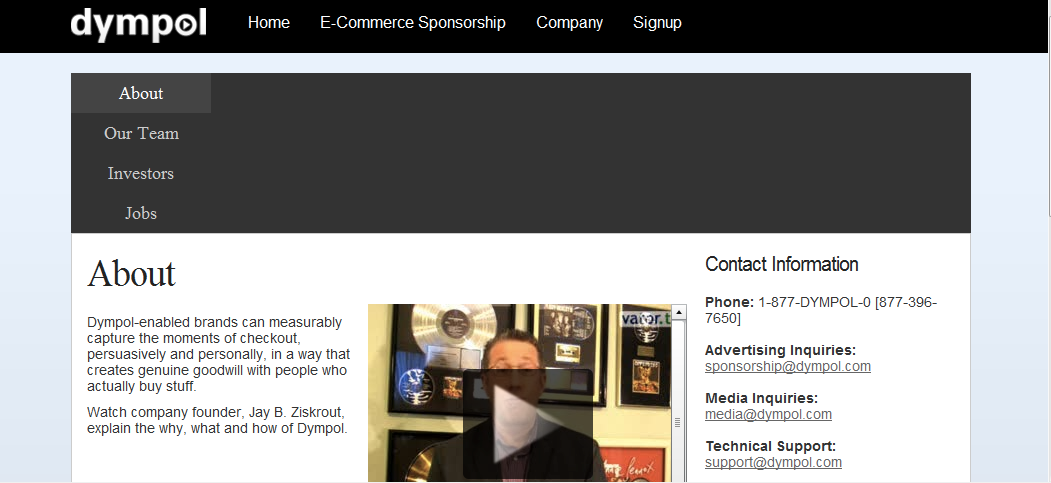 dympol
Home
E-Commerce Sponsorship
Company
Signup
About
Our Team
Investors
Jobs
About
Dympol-enabled brands can measurably
capture the moments of checkout,
persuasively and personally, in a way that
creates genuine goodwill with people who
actually buy stuff.
Watch company founder, Jay B. Ziskrout,
explain the why, what and how of Dympol.
vator.t
Contact Information
Phone: 1-877-DYMPOL-0 [877-396-
7650]
Advertising Inquiries:
sponsorship@dympol.com
Media Inquiries:
media@dympol.com
Technical Support:
support@dympol.com